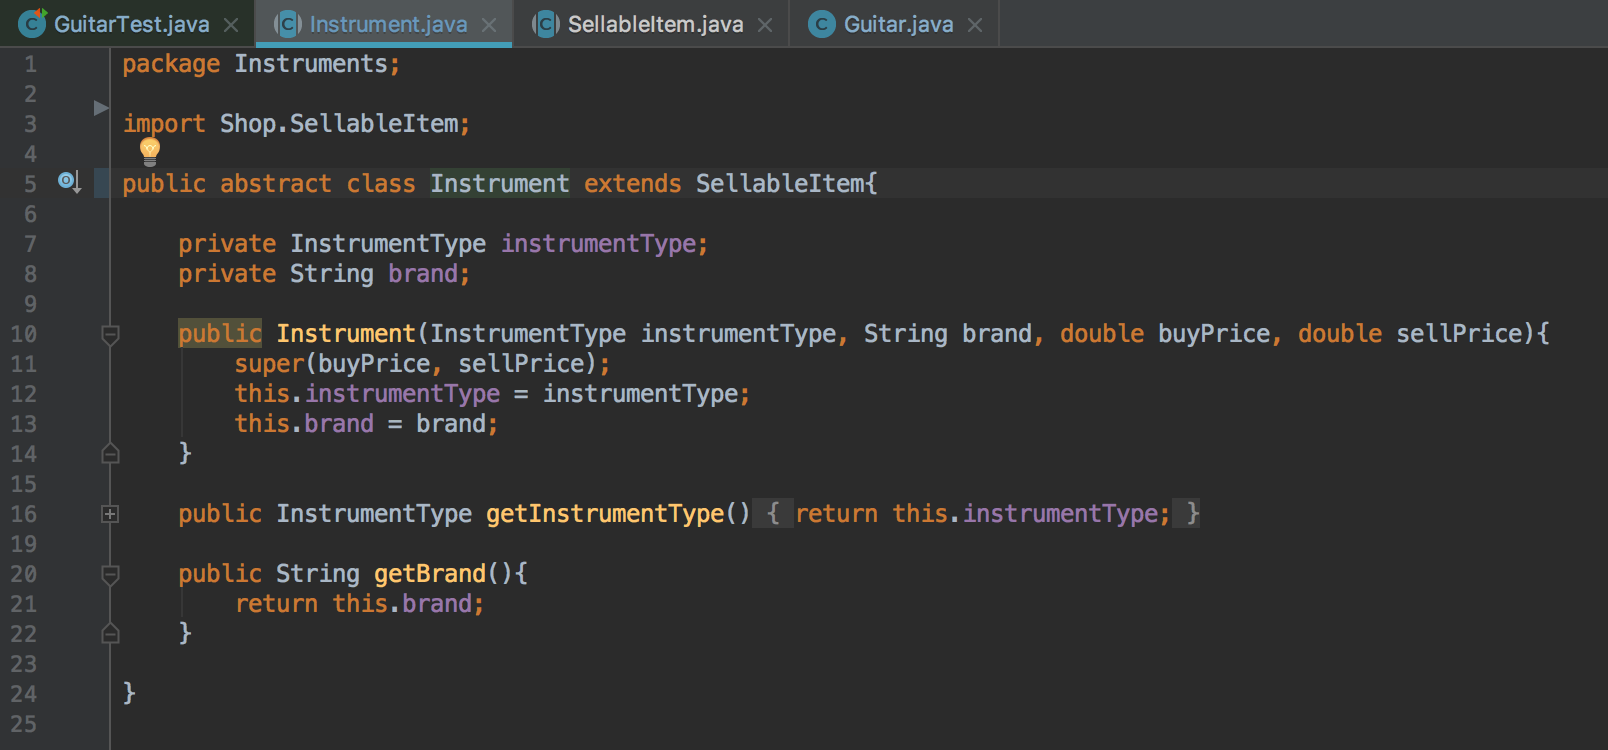 GuitarTest.java Instrument.java SellableItem.java Guitar.java
1 package Instruments;
2
3 import Shop.SellableItem;
4
5 public abstract class Instrument extends SellableItem{
6
7 private InstrumentType instrumentType;
8 private String brand;
9
10 public Instrument(InstrumentType instrumentType, String brand, double buyPrice, double sellPrice){
11 super(buyPrice, sellPrice);
12 this.instrumentType = instrumentType;
13 this.brand = brand;
14 }
15
16 public InstrumentType getInstrumentType() { return this.instrumentType; }
19
20 public String getBrand(){
21 return this.brand;
22 }
23
24 }
25